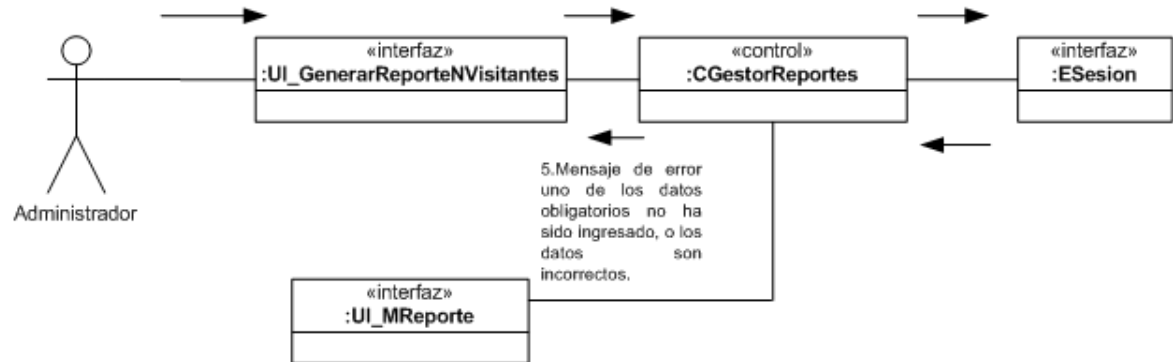 «interfaz»
:UI_GenerarReporteNVisitantes
«control»
:CGestorReportes
«interfaz»
:ESesion
Administrador
5.Mensaje de error
uno de los datos
obligatorios no ha
sido ingresado, o los
datos son
incorrectos.
«interfaz»
:UI_MReporte